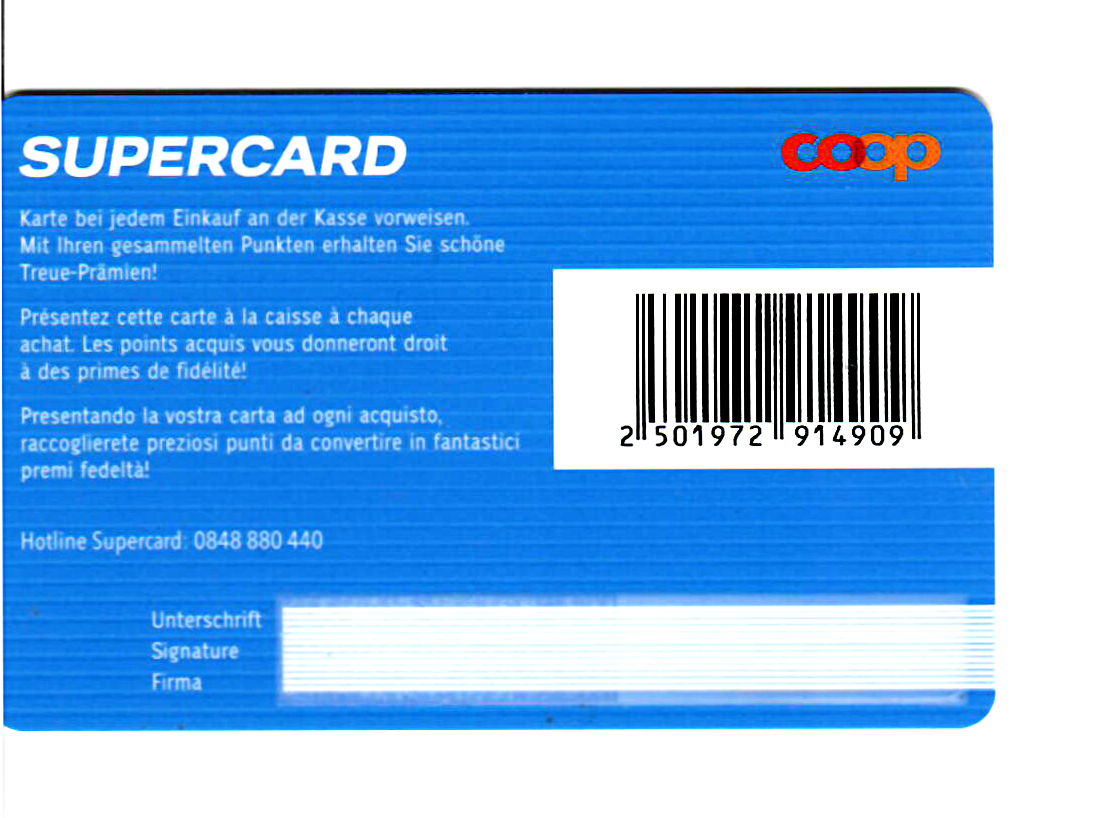 SUPERCARD
coop
Karte bei jedem Einkauf an der Kasse vorweisen.
Mit Ihren gesammelten Punkten erhalten Sie schöne
Treue-Prämien!
Présentez cette carte à la caisse à chaque
achat. Les points acquis vous donneront droit
à des primes de fidélité!
Presentando la vostra carta ad ogni acquisto,
raccoglierete preziosi punti da convertire in fantastici
premi fedeltà!
2 501972 914909
Hotline Supercard: 0848 880 440
Unterschrift
Signature
Firma